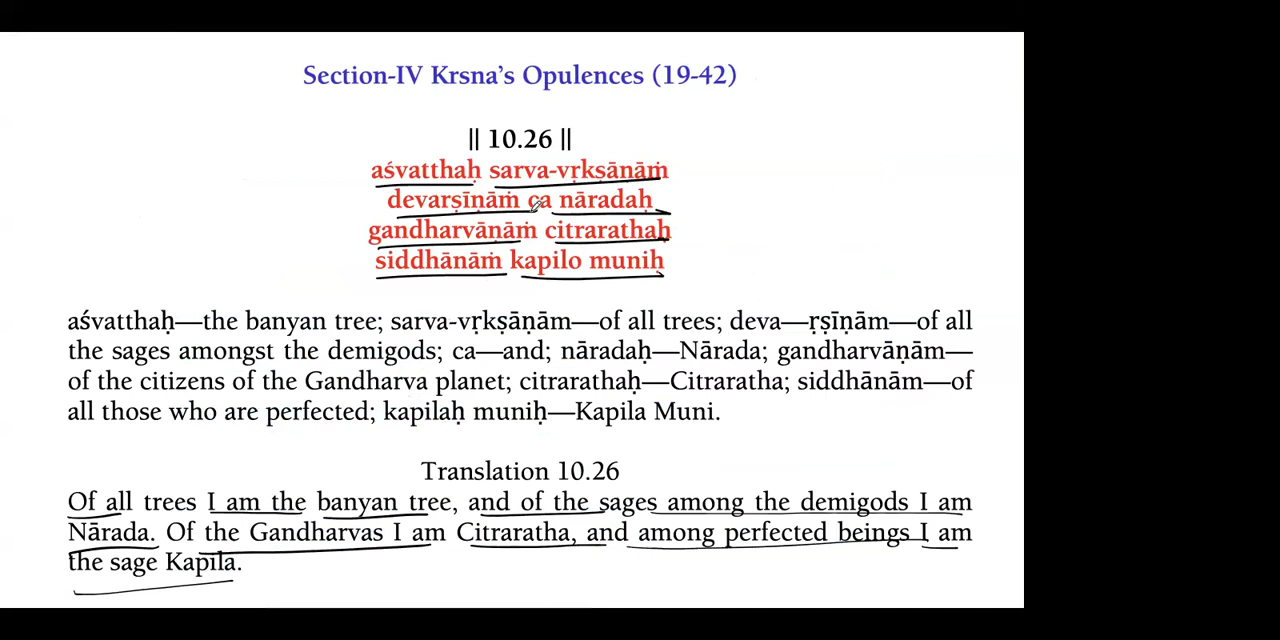 Section-IV Krsna's Opulences (19-42)
|| 10.26 ||
aśvatthaḥ sarva-vṛkṣānāṁ
devarṣīṇāṁ ca nāradaḥ
gandharvāṇāṁ citrarathaḥ
siddhānāṁ kapilo muniḥ
aśvatthaḥ—the banyan tree; sarva-vṛkṣāṇām—of all trees; deva—ṛṣīṇām—of all
the sages amongst the demigods; ca—and; nāradaḥ—Nārada; gandharvāṇām—
of the citizens of the Gandharva planet; citrarathaḥ—Citraratha; siddhānām—of
all those who are perfected; kapilaḥ muniḥ—Kapila Muni.
Translation 10.26
Of all trees I am the banyan tree, and of the sages among the demigods I am
Nārada. Of the Gandharvas I am Citraratha, and among perfected beings I am
the sage Kapila.